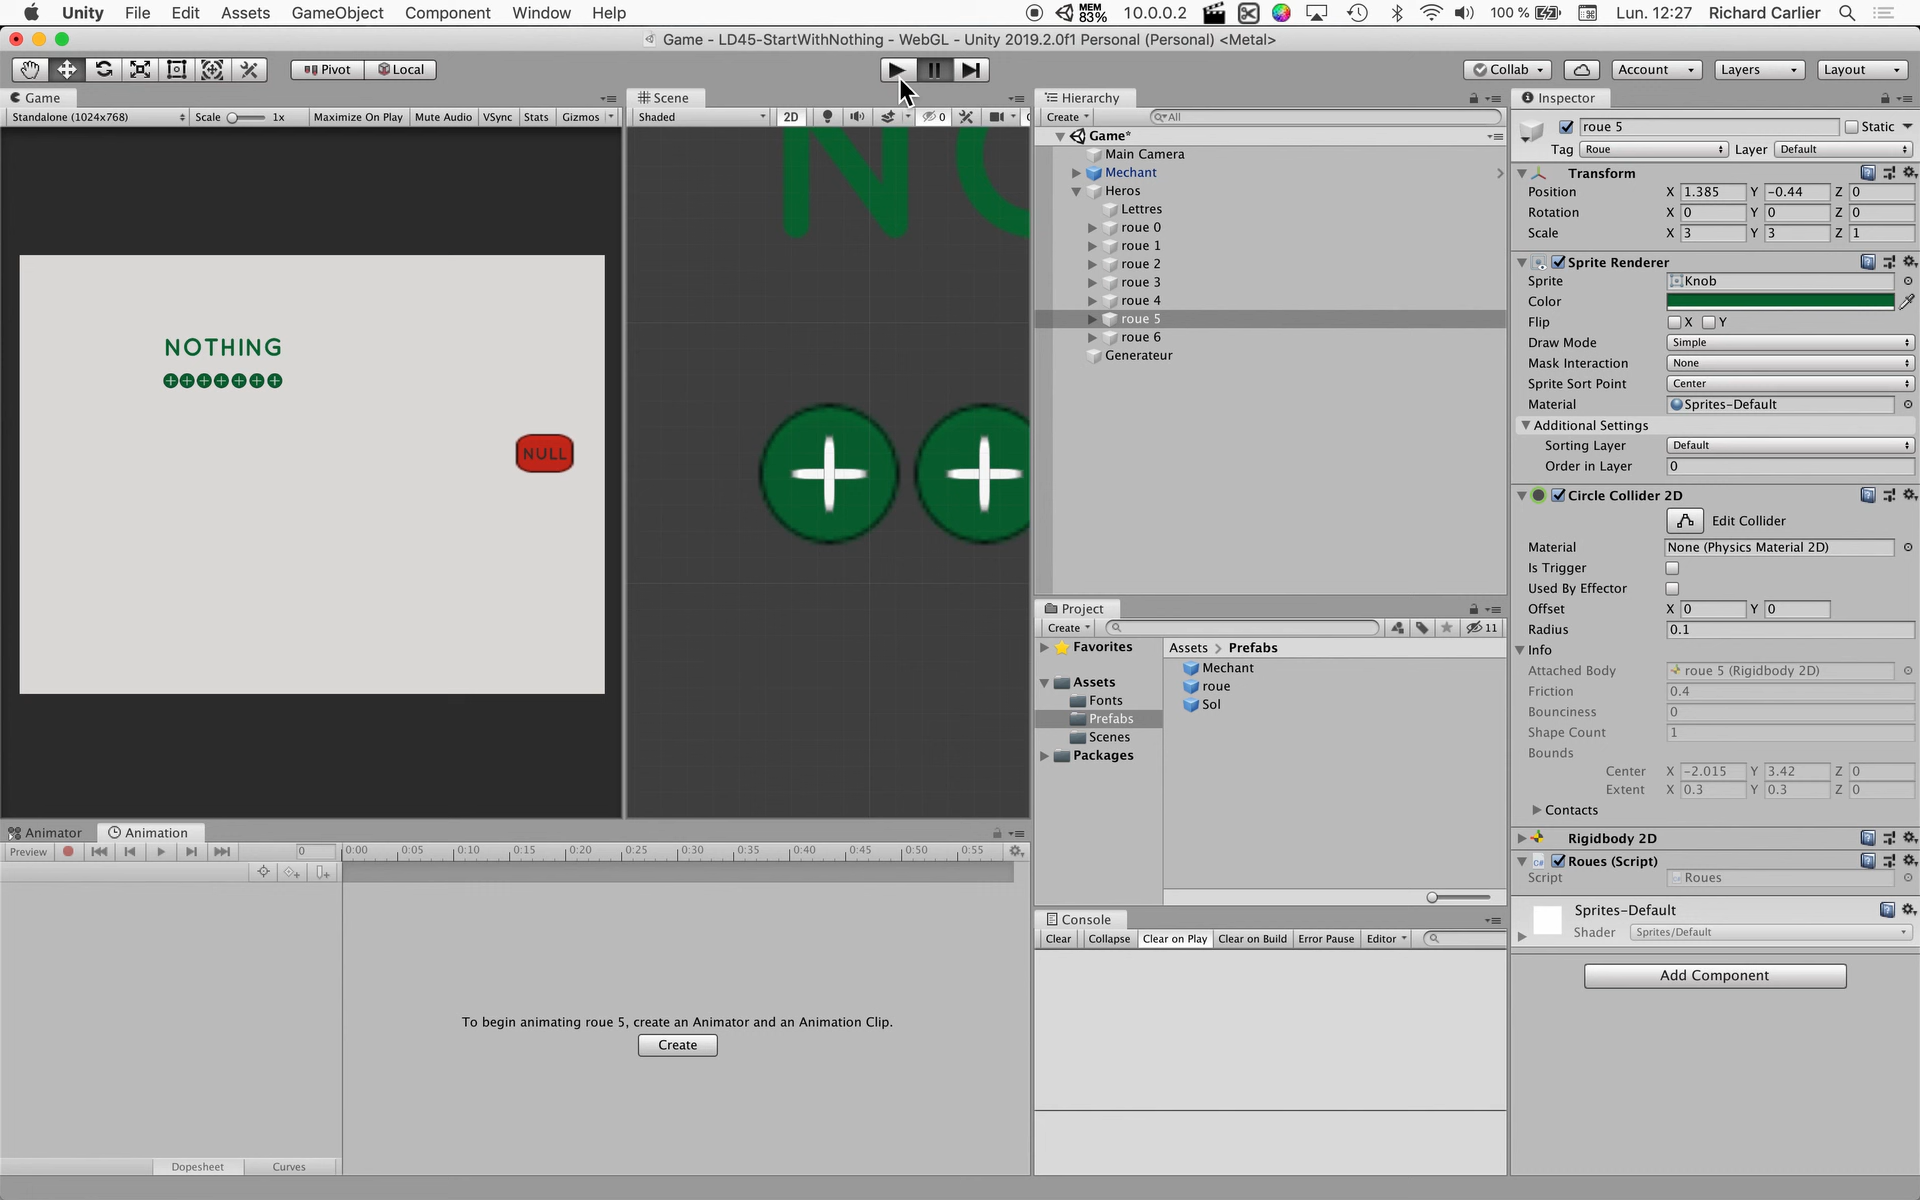 Unity File Edit Assets GameObject Component Window Help MEM 83% 10.0.0.2 100 % Lun. 12:27 Richard Carlier
Game - LD45-StartWithNothing - WebGL - Unity 2019.2.0f1 Personal (Personal) <Metal>
Pivot Local Collab Account Layers Layout
Game
Standalone (1024x768) Scale 1x Maximize On Play Mute Audio VSync Stats Gizmos
NOTHING
NULL
Scene
Shaded 2D 0
Hierarchy
Create All
Game*
Main Camera
Mechant
Heros
Lettres
roue 0
roue 1
roue 2
roue 3
roue 4
roue 5
roue 6
Generateur
Project
Create 11
Favorites
Assets
Fonts
Prefabs
Scenes
Packages
Assets > Prefabs
Mechant
roue
Sol
Console
Clear Collapse Clear on Play Clear on Build Error Pause Editor
Inspector
roue 5 Static
Tag Roue Layer Default
Transform
Position X 1.385 Y -0.44 Z 0
Rotation X 0 Y 0 Z 0
Scale X 3 Y 3 Z 1
Sprite Renderer
Sprite Knob
Color
Flip X Y
Draw Mode Simple
Mask Interaction None
Sprite Sort Point Center
Material Sprites-Default
Additional Settings
Sorting Layer Default
Order in Layer 0
Circle Collider 2D
Edit Collider
Material None (Physics Material 2D)
Is Trigger
Used By Effector
Offset X 0 Y 0
Radius 0.1
Info
Attached Body roue 5 (Rigidbody 2D)
Friction 0.4
Bounciness 0
Shape Count 1
Bounds
Center X -2.015 Y 3.42 Z 0
Extent X 0.3 Y 0.3 Z 0
Contacts
Rigidbody 2D
Roues (Script)
Script Roues
Sprites-Default
Shader Sprites/Default
Add Component
Animator Animation
Preview 0 0:00 0:05 0:10 0:15 0:20 0:25 0:30 0:35 0:40 0:45 0:50 0:55
To begin animating roue 5, create an Animator and an Animation Clip.
Create
Dopesheet Curves